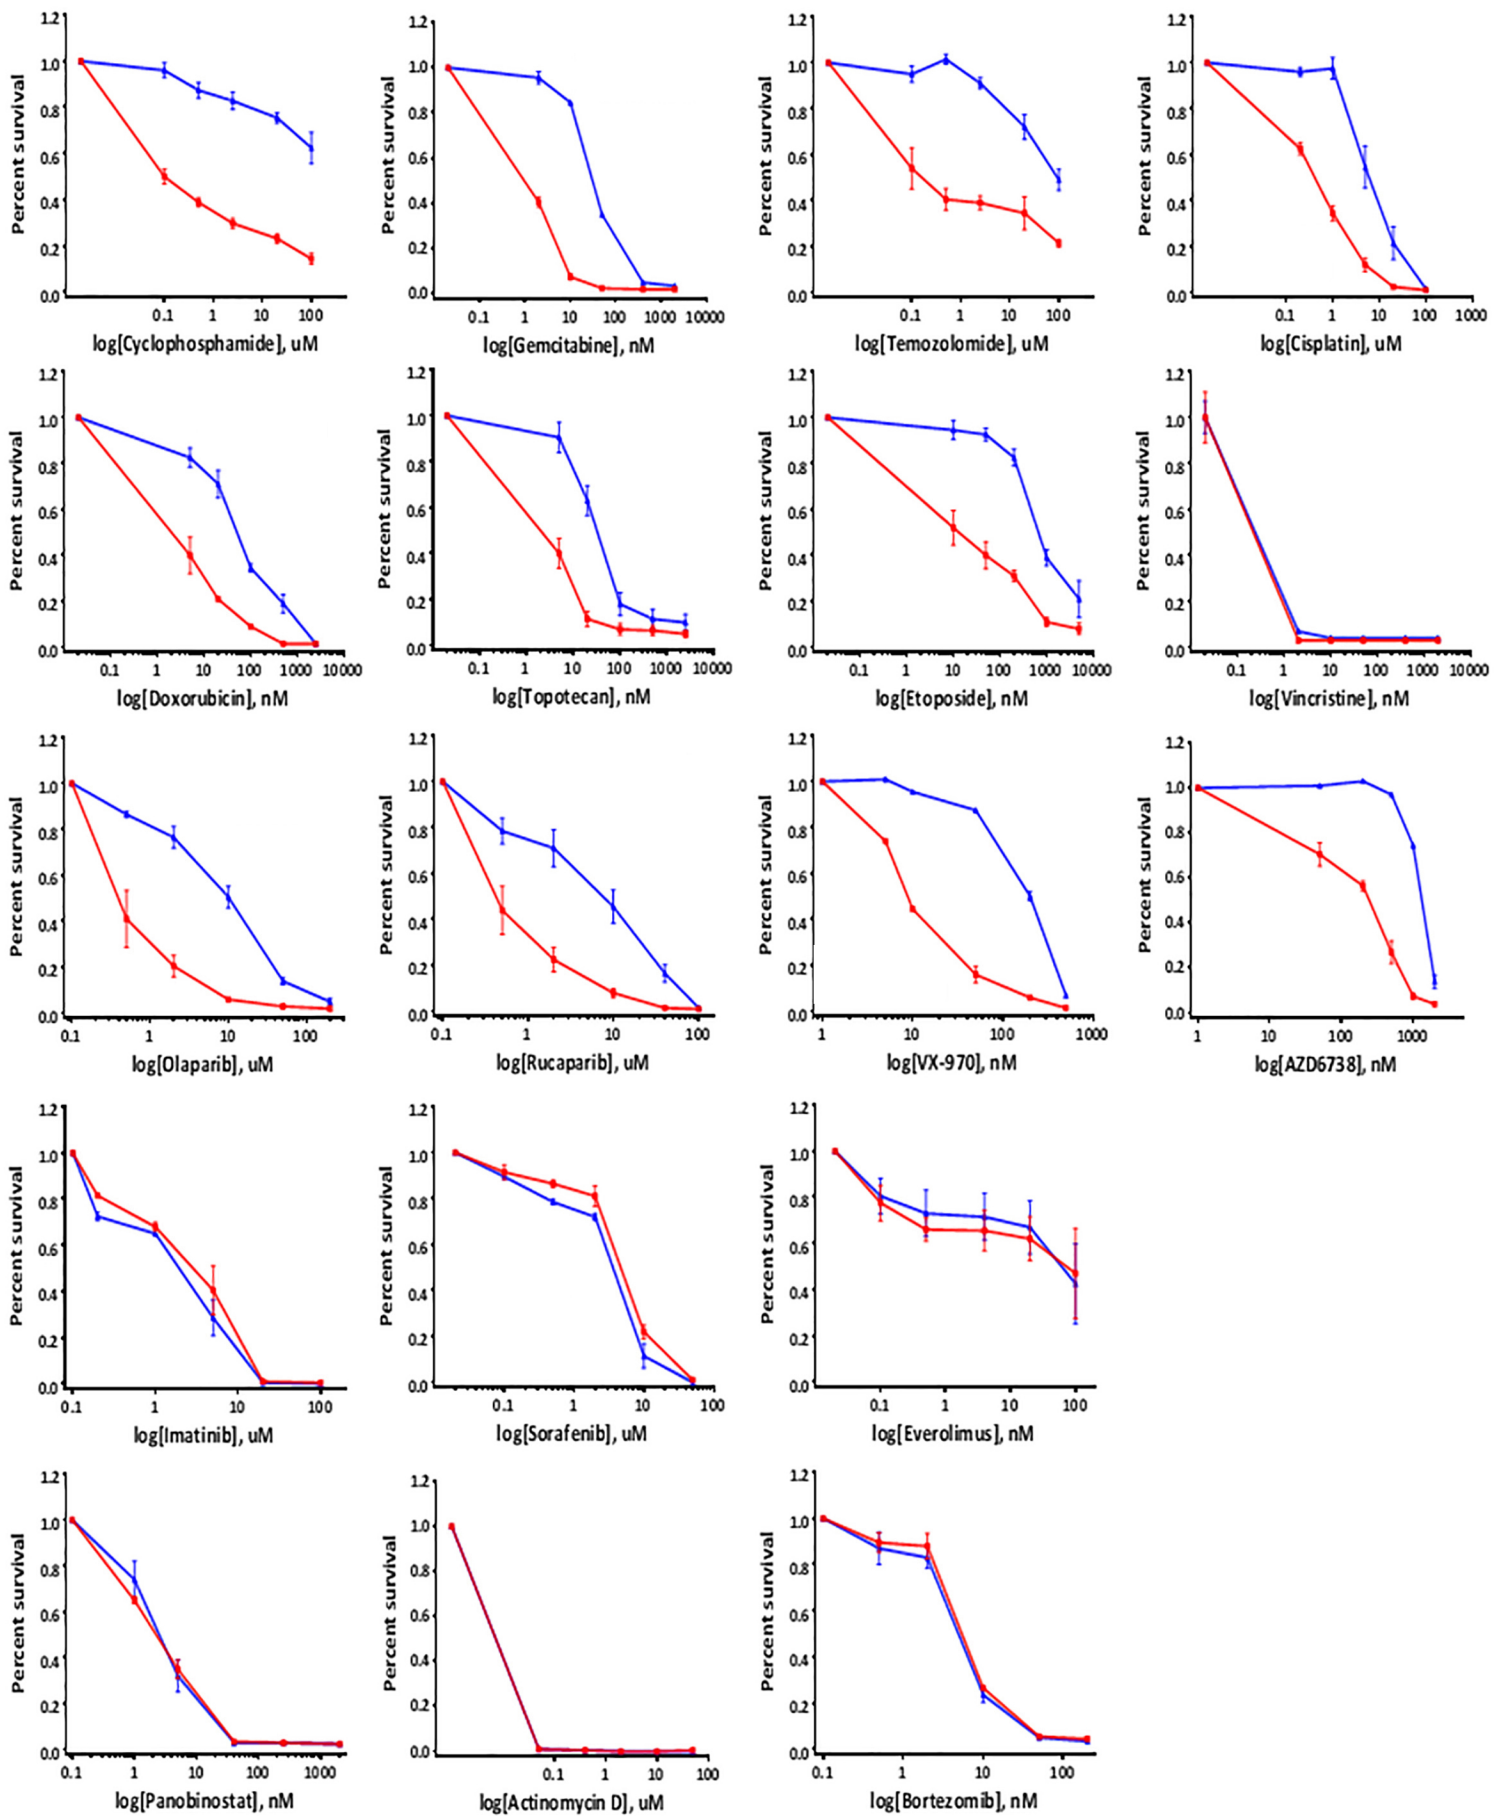 1.2
1.0
0.8
0.6
0.4
0.2
0.0
Percent survival
0.1 1 10 100
log[Cyclophosphamide], uM
1.2
1.0
0.8
0.6
0.4
0.2
0.0
Percent survival
0.1 1 10 100 1000 10000
log[Gemcitabine], nM
1.2
1.0
0.8
0.6
0.4
0.2
0.0
Percent survival
0.1 1 10 100
log[Temozolomide], uM
1.2
1.0
0.8
0.6
0.4
0.2
0.0
Percent survival
0.1 1 10 100 1000
log[Cisplatin], uM
1.2
1.0
0.8
0.6
0.4
0.2
0.0
Percent survival
0.1 1 10 100 1000 10000
log[Doxorubicin], nM
1.2
1.0
0.8
0.6
0.4
0.2
0.0
Percent survival
0.1 1 10 100 1000 10000
log[Topotecan], nM
1.2
1.0
0.8
0.6
0.4
0.2
0.0
Percent survival
0.1 1 10 100 1000 10000
log[Etoposide], nM
1.2
1.0
0.8
0.6
0.4
0.2
0.0
Percent survival
0.1 1 10 100 1000 10000
log[Vincristine], nM
1.2
1.0
0.8
0.6
0.4
0.2
0.0
Percent survival
0.1 1 10 100
log[Olaparib], uM
1.2
1.0
0.8
0.6
0.4
0.2
0.0
Percent survival
0.1 1 10 100
log[Rucaparib], uM
1.2
1.0
0.8
0.6
0.4
0.2
0.0
Percent survival
1 10 100 1000
log[VX-970], nM
1.2
1.0
0.8
0.6
0.4
0.2
0.0
Percent survival
1 10 100 1000
log[AZD6738], nM
1.2
1.0
0.8
0.6
0.4
0.2
0.0
Percent survival
0.1 1 10 100
log[Imatinib], uM
1.2
1.0
0.8
0.6
0.4
0.2
0.0
Percent survival
0.1 1 10 100
log[Sorafenib], uM
1.2
1.0
0.8
0.6
0.4
0.2
0.0
Percent survival
0.1 1 10 100
log[Everolimus], nM
1.2
1.0
0.8
0.6
0.4
0.2
0.0
Percent survival
0.1 1 10 100 1000
log[Panobinostat], nM
1.2
1.0
0.8
0.6
0.4
0.2
0.0
Percent survival
0.1 1 10 100
log[Actinomycin D], uM
1.2
1.0
0.8
0.6
0.4
0.2
0.0
Percent survival
0.1 1 10 100
log[Bortezomib], nM